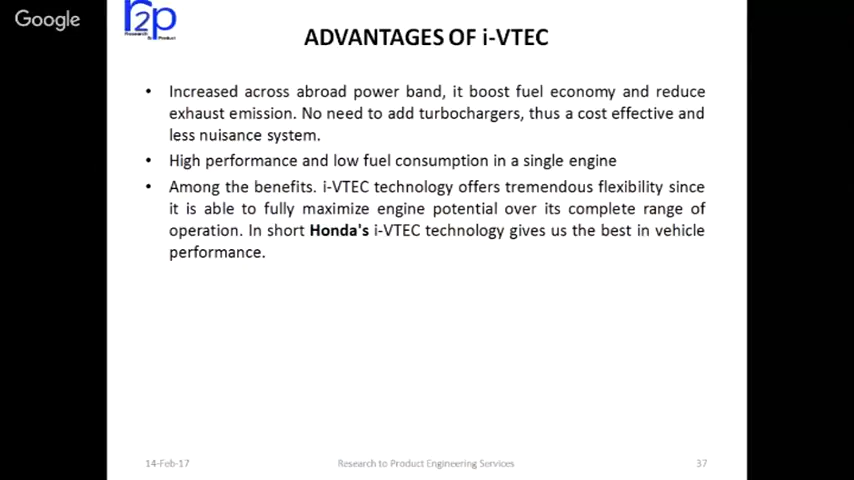 Google
r2p
Research
to Product
ADVANTAGES OF i-VTEC
• Increased across abroad power band, it boost fuel economy and reduce
exhaust emission. No need to add turbochargers, thus a cost effective and
less nuisance system.
• High performance and low fuel consumption in a single engine
• Among the benefits. i-VTEC technology offers tremendous flexibility since
it is able to fully maximize engine potential over its complete range of
operation. In short Honda's i-VTEC technology gives us the best in vehicle
performance.
14-Feb-17
Research to Product Engineering Services
37